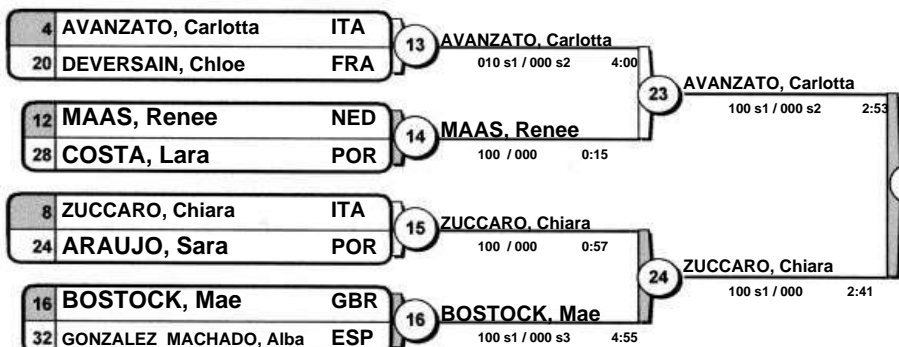 4 AVANZATO, Carlotta ITA
20 DEVERSAIN, Chloe FRA
13
AVANZATO, Carlotta
010 s1 / 000 s2 4:00
12 MAAS, Renee NED
28 COSTA, Lara POR
14
MAAS, Renee
100 / 000 0:15
23
AVANZATO, Carlotta
100 s1 / 000 s2 2:53
8 ZUCCARO, Chiara ITA
24 ARAUJO, Sara POR
15
ZUCCARO, Chiara
100 / 000 0:57
16 BOSTOCK, Mae GBR
32 GONZALEZ MACHADO, Alba ESP
16
BOSTOCK, Mae
100 s1 / 000 s3 4:55
24
ZUCCARO, Chiara
100 s1 / 000 2:41